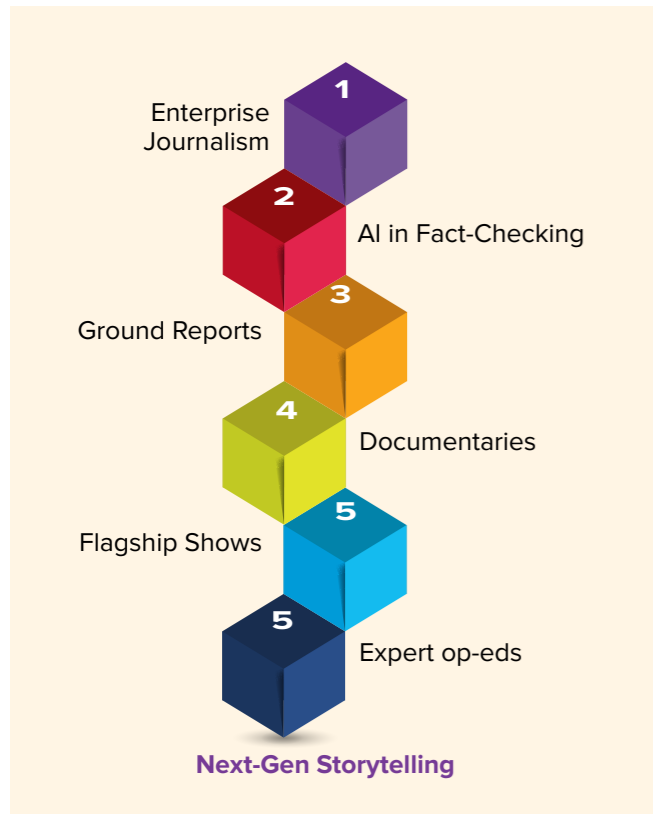 1
Enterprise
Journalism
2
AI in Fact-Checking
3
Ground Reports
4
Documentaries
5
Flagship Shows
5
Expert op-eds
Next-Gen Storytelling